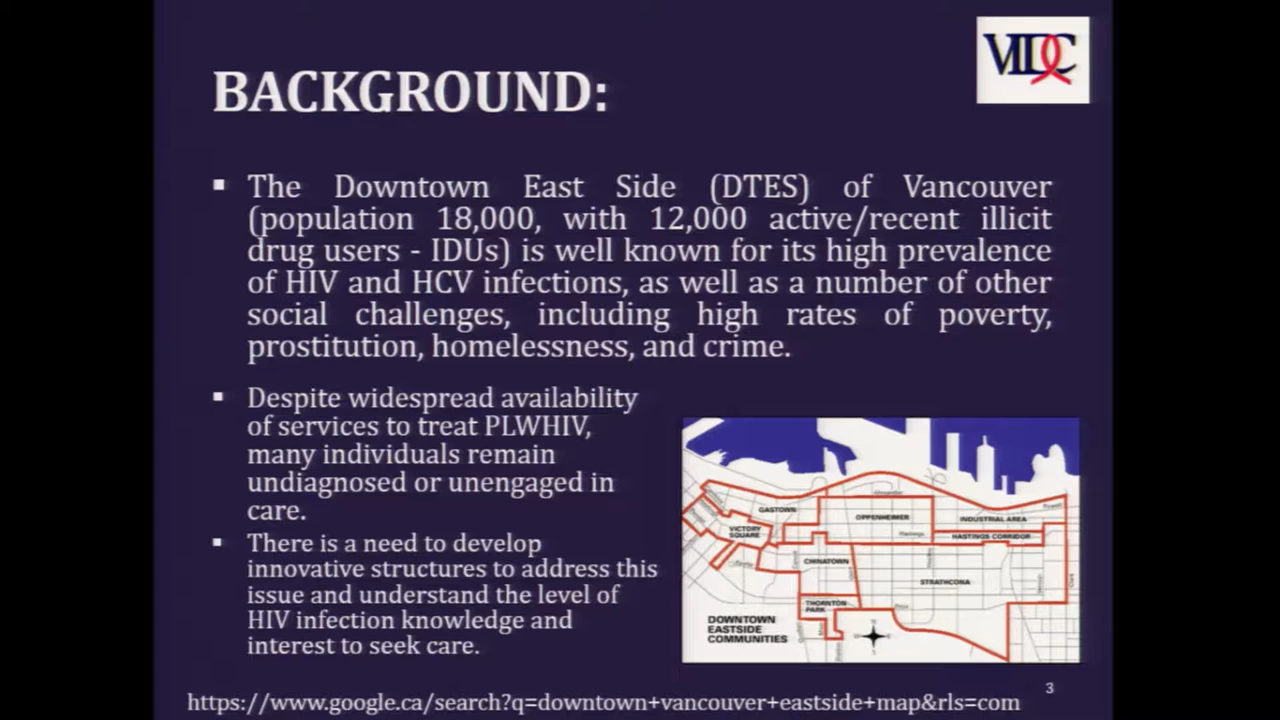 VIDC
BACKGROUND:
▪ The Downtown East Side (DTES) of Vancouver
(population 18,000, with 12,000 active/recent illicit
drug users - IDUs) is well known for its high prevalence
of HIV and HCV infections, as well as a number of other
social challenges, including high rates of poverty,
prostitution, homelessness, and crime.
▪ Despite widespread availability
of services to treat PLWHIV,
many individuals remain
undiagnosed or unengaged in
care.
▪ There is a need to develop
innovative structures to address this
issue and understand the level of
HIV infection knowledge and
interest to seek care.
GASTOWN
OPPENHEIMER
INDUSTRIAL AREA
VICTORY
SQUARE
HASTINGS CORRIDOR
CHINATOWN
STRATHCONA
THORNTON
PARK
DOWNTOWN
EASTSIDE
COMMUNITIES
3
https://www.google.ca/search?q=downtown+vancouver+eastside+map&rls=com